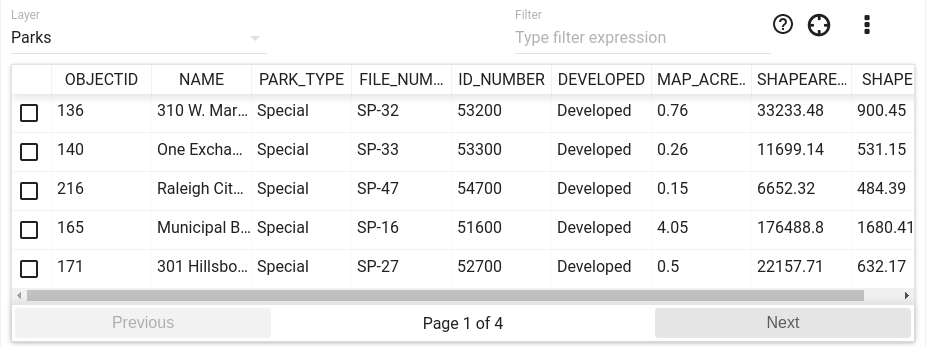 Layer Filter
Parks Type filter expression
OBJECTID NAME PARK_TYPE FILE_NUM... ID_NUMBER DEVELOPED MAP_ACRE... SHAPEARE... SHAPE
136 310 W. Mar... Special SP-32 53200 Developed 0.76 33233.48 900.45
140 One Excha... Special SP-33 53300 Developed 0.26 11699.14 531.15
216 Raleigh Cit... Special SP-47 54700 Developed 0.15 6652.32 484.39
165 Municipal B... Special SP-16 51600 Developed 4.05 176488.8 1680.41
171 301 Hillsbo... Special SP-27 52700 Developed 0.5 22157.71 632.17
Previous Page 1 of 4 Next